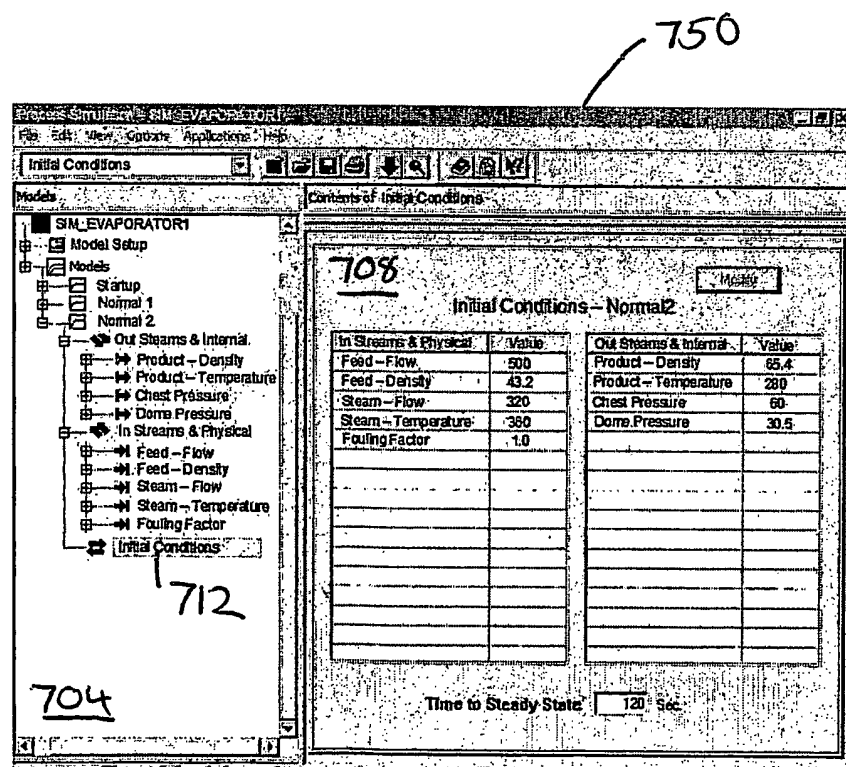 750
Process Simulation - SIM_EVAPORATOR1
File Edit View Options Applications Help
Initial Conditions
Models
Contents of Initial Conditions
SIM_EVAPORATOR1
Model Setup
Models
Startup
Normal 1
Normal 2
Out Steams & Internal
Product – Density
Product – Temperature
Chest Pressure
Dome Pressure
In Streams & Physical
Feed – Flow
Feed – Density
Steam – Flow
Steam – Temperature
Fouling Factor
Initial Conditions
712
704
708
Modify
Initial Conditions – Normal2
In Streams & Physical Value
Feed – Flow 500
Feed – Density 43.2
Steam – Flow 320
Steam – Temperature 360
Fouling Factor 1.0
Out Steams & Internal Value
Product – Density 65.4
Product – Temperature 280
Chest Pressure 60
Dome Pressure 30.5
Time to Steady State 120 Sec